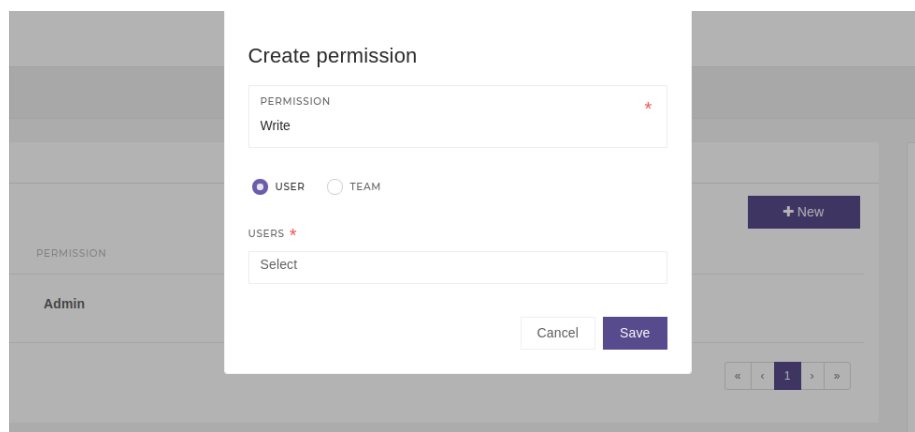 Create permission
PERMISSION
*
Write
USER TEAM
USERS *
Select
Cancel Save
+ New
PERMISSION
Admin
« ‹ 1 › »